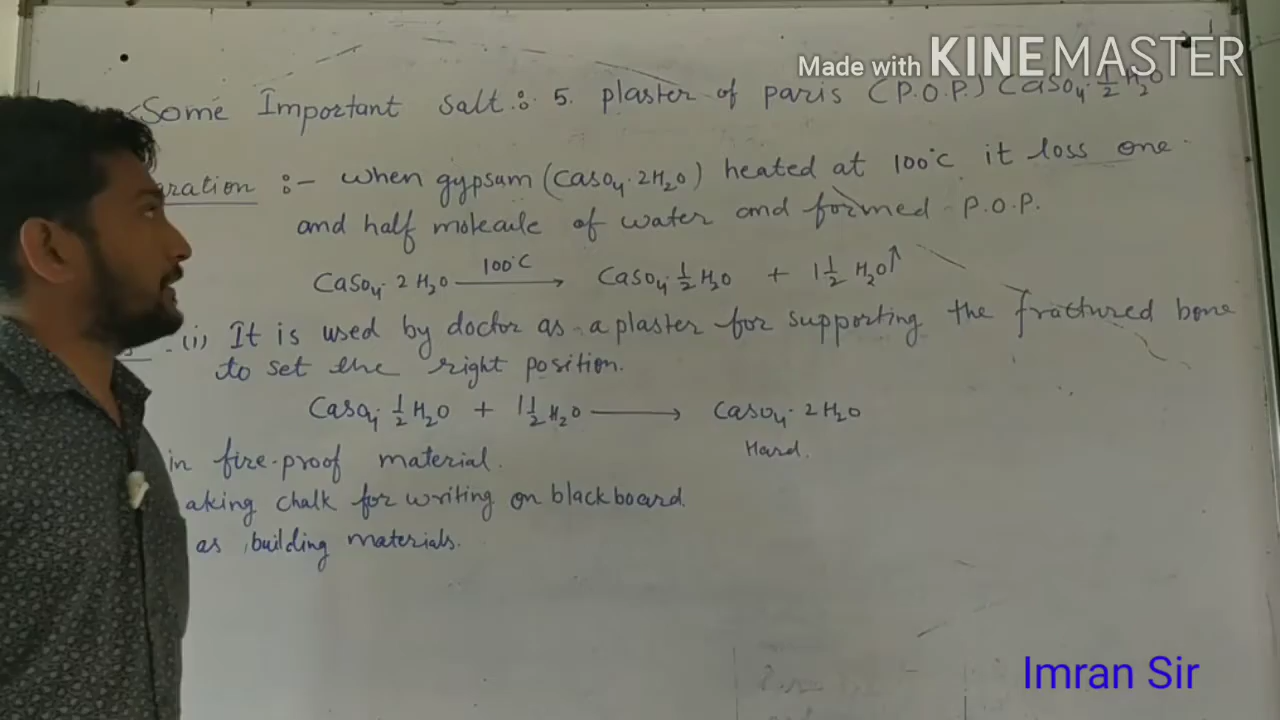 Made with KINEMASTER
Some Important Salt :. 5. plaster of paris (P.O.P.) CaSO₄·½H₂O
aration :- when gypsum (CaSO₄·2H₂O) heated at 100°C it loss one
and half molecule of water and formed P.O.P.
CaSO₄·2H₂O 100°C → CaSO₄·½H₂O + 1½ H₂O↑
(i) It is used by doctor as a plaster for supporting the fractured bone
to set the right position.
CaSO₄·½H₂O + 1½H₂O → CaSO₄·2H₂O
Hard.
in fire-proof material.
aking chalk for writing on blackboard.
as building materials.
Imran Sir